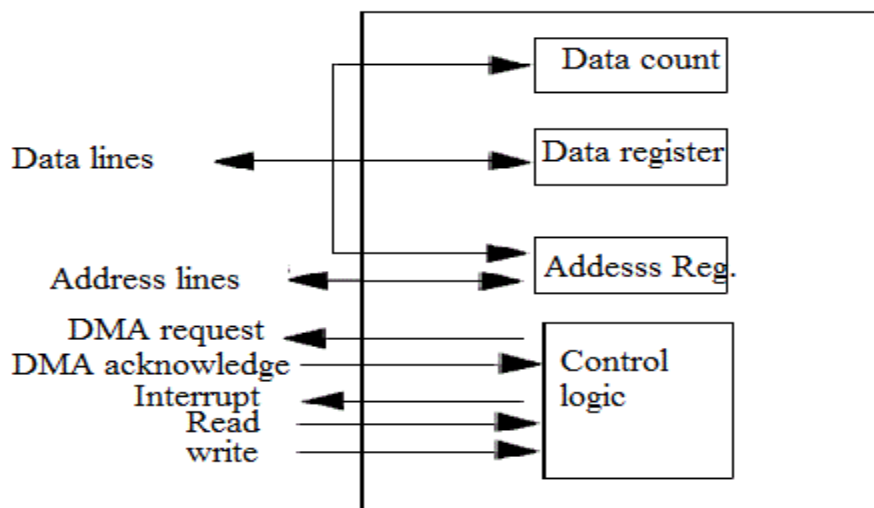 Data count
Data lines
Data register
Address lines
Addesss Reg.
DMA request
DMA acknowledge
Interrupt
Read
write
Control
logic